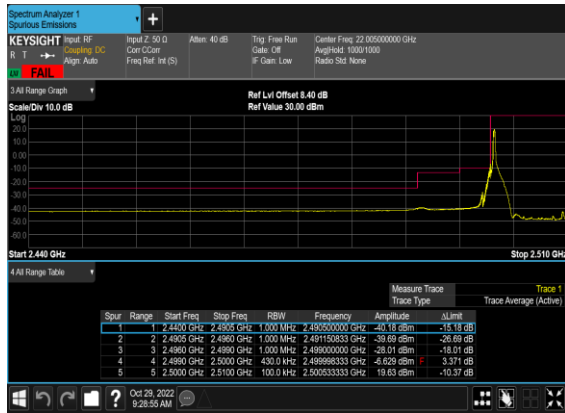 Spectrum Analyzer 1
Spurious Emissions
KEYSIGHT Input: RF Input Z: 50 Ω Atten: 40 dB Trig: Free Run Center Freq: 22.005000000 GHz
R T Coupling: DC Corr CCorr Gate: Off Avg|Hold: 1000/1000
Align: Auto Freq Ref: Int (S) IF Gain: Low Radio Std: None
LW FAIL
3 All Range Graph
Ref Lvl Offset 8.40 dB
Scale/Div 10.0 dB Ref Value 30.00 dBm
Log
20.0
10.0
0.00
-10.0
-20.0
-30.0
-40.0
-50.0
-60.0
Start 2.440 GHz Stop 2.510 GHz
4 All Range Table
Measure Trace Trace 1
Trace Type Trace Average (Active)
Spur Range Start Freq Stop Freq RBW Frequency Amplitude ΔLimit
1 1 2.4400 GHz 2.4905 GHz 1.000 MHz 2.490500000 GHz -40.18 dBm -15.18 dB
2 2 2.4905 GHz 2.4960 GHz 1.000 MHz 2.491150833 GHz -39.69 dBm -26.69 dB
3 3 2.4960 GHz 2.4990 GHz 1.000 MHz 2.499000000 GHz -28.01 dBm -18.01 dB
4 4 2.4990 GHz 2.5000 GHz 430.0 kHz 2.499998333 GHz -6.629 dBm F 3.371 dB
5 5 2.5000 GHz 2.5100 GHz 100.0 kHz 2.500533333 GHz 19.63 dBm -10.37 dB
Oct 29, 2022
9:28:55 AM